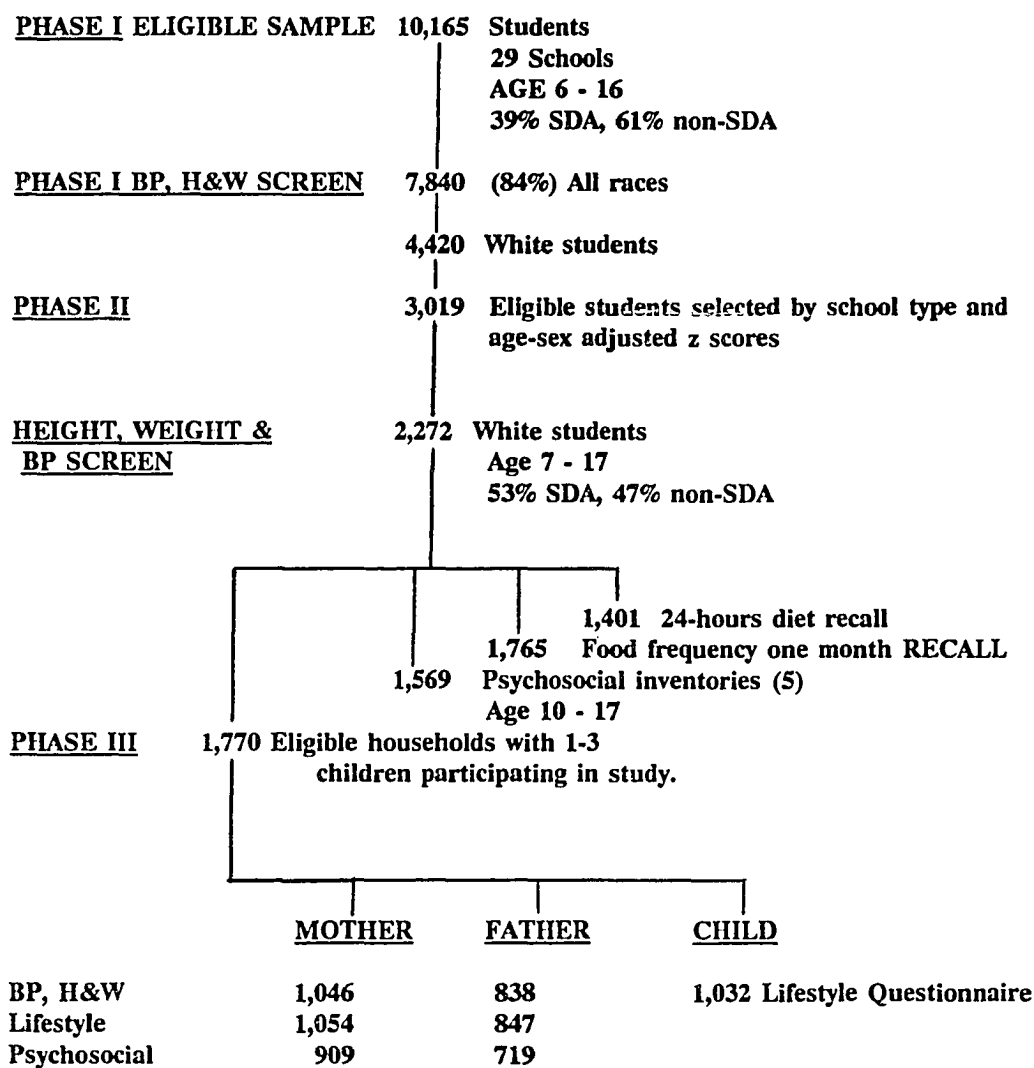 PHASE I ELIGIBLE SAMPLE 10,165 Students
29 Schools
AGE 6 - 16
39% SDA, 61% non-SDA
PHASE I BP, H&W SCREEN 7,840 (84%) All races
4,420 White students
PHASE II 3,019 Eligible students selected by school type and
age-sex adjusted z scores
HEIGHT, WEIGHT & 2,272 White students
BP SCREEN Age 7 - 17
53% SDA, 47% non-SDA
1,401 24-hours diet recall
1,765 Food frequency one month RECALL
1,569 Psychosocial inventories (5)
Age 10 - 17
PHASE III 1,770 Eligible households with 1-3
children participating in study.
MOTHER FATHER CHILD
BP, H&W 1,046 838 1,032 Lifestyle Questionnaire
Lifestyle 1,054 847
Psychosocial 909 719